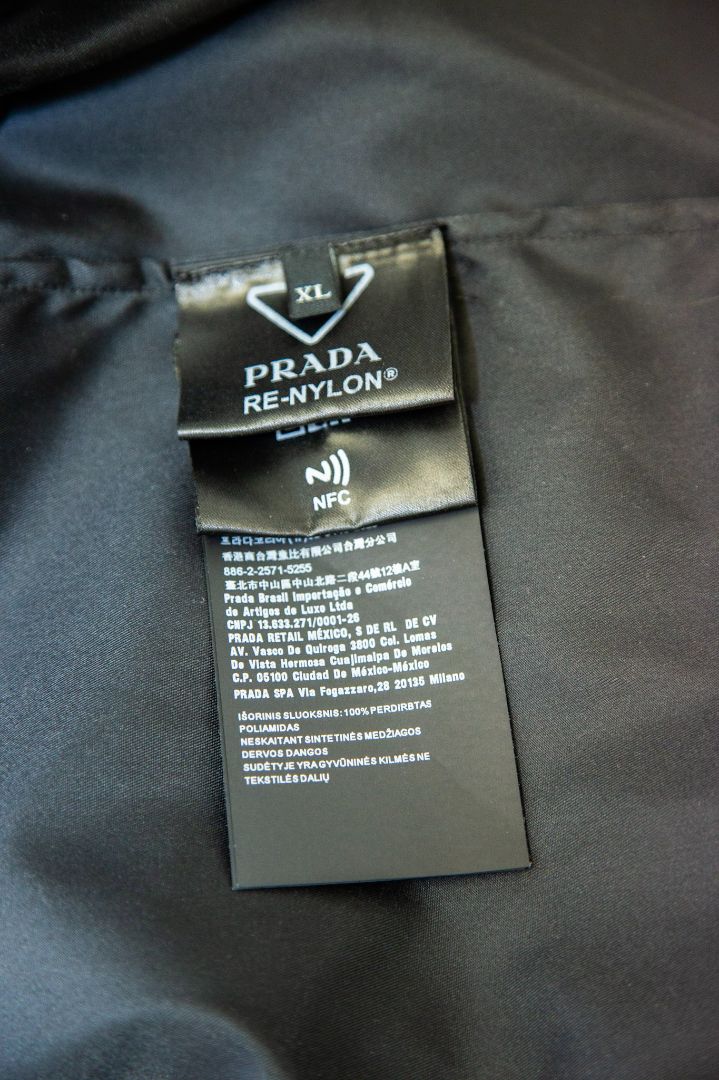 XL
PRADA
RE-NYLON®
NFC
香港商台灣進比有限公司台灣分公司
886-2-2571-5255
臺北市中山區中山北路二段44號12樓A室
Prada Brasil Importação e Comércio
de Artigos de Luxo Ltda
CNPJ 13.633.271/0001-26
PRADA RETAIL MÉXICO, S DE RL DE CV
AV. Vasco De Quiroga 3800 Col. Lomas
De Vista Hermosa Cuajimalpa De Morelos
C.P. 05100 Ciudad De México-México
PRADA SPA Via Fogazzaro,28 20135 Milano
IŠORINIS SLUOKSNIS: 100% PERDIRBTAS
POLIAMIDAS
NESKAITANT SINTETINĖS MEDŽIAGOS
DERVOS DANGOS
SUDĖTYJE YRA GYVŪNINĖS KILMĖS NE
TEKSTILĖS DALIŲ